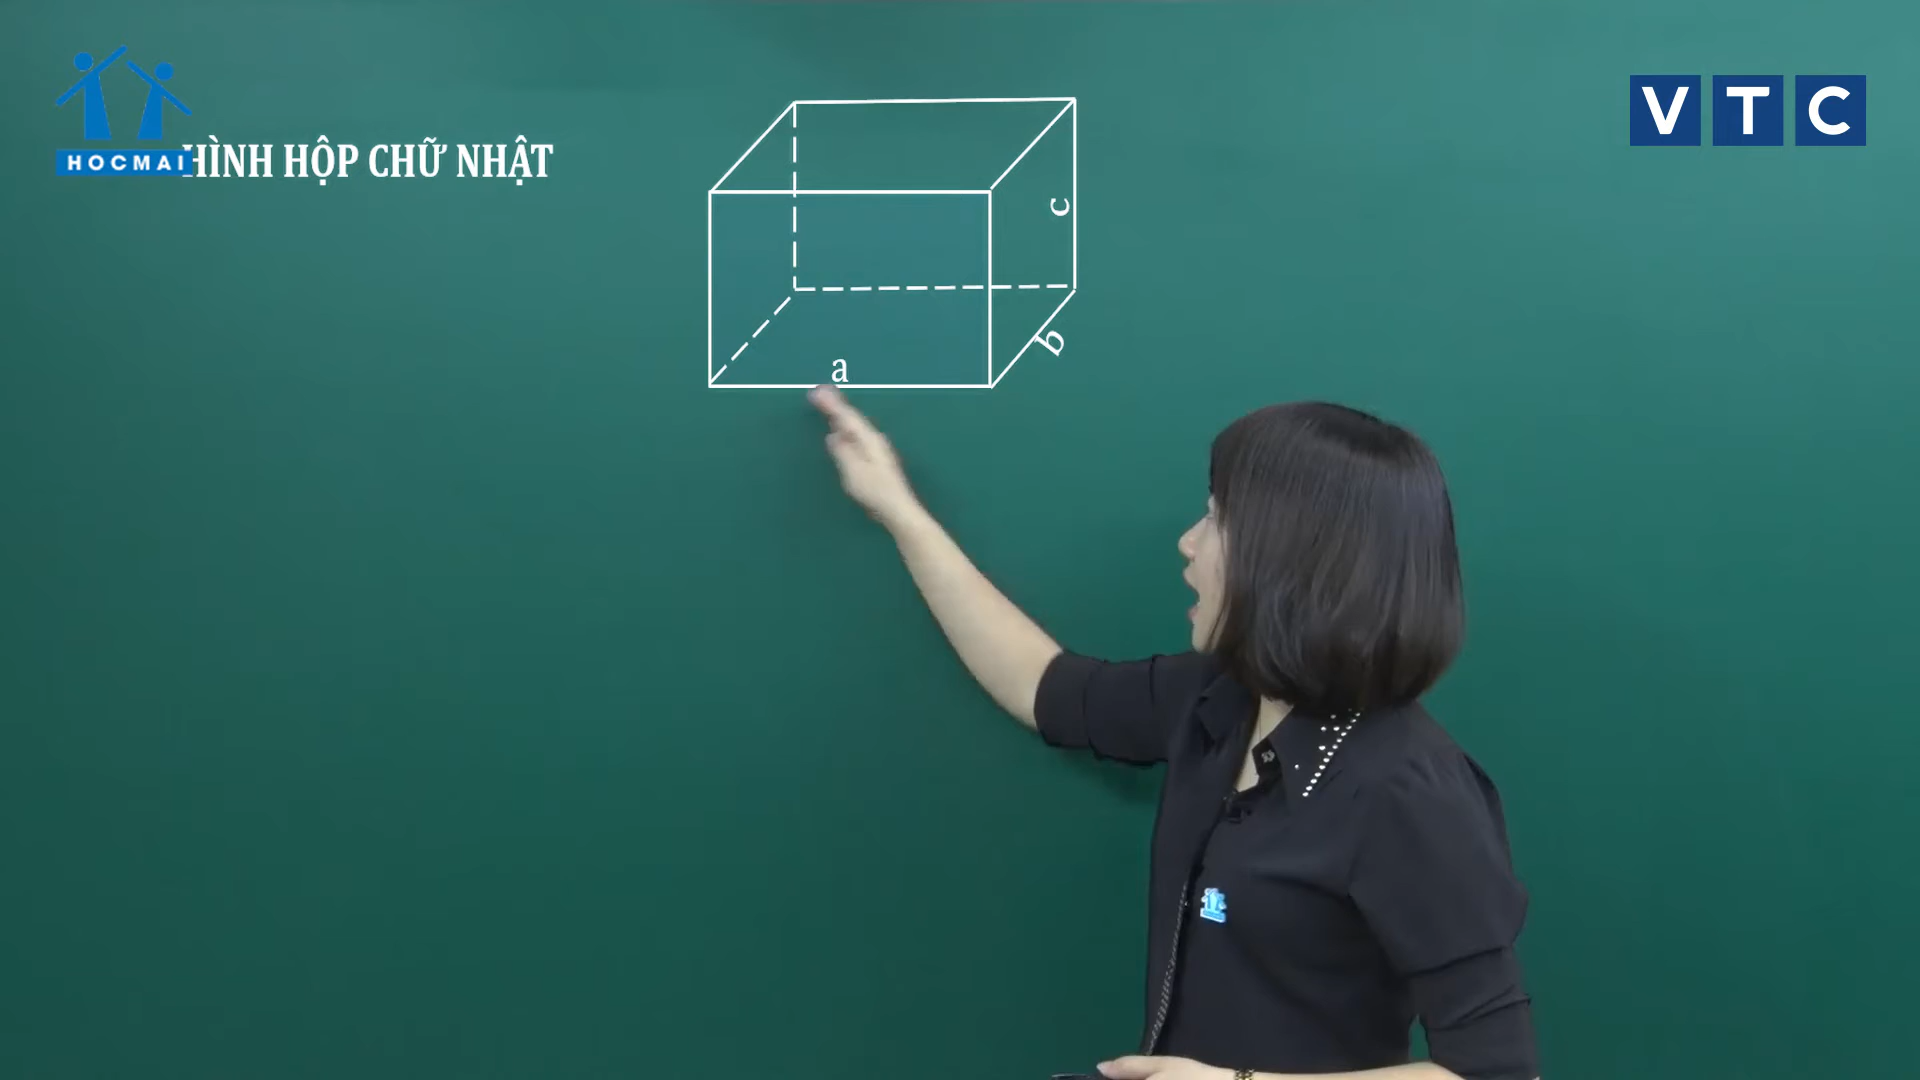 HOCMAI
HÌNH HỘP CHỮ NHẬT
VTC
c
b
a